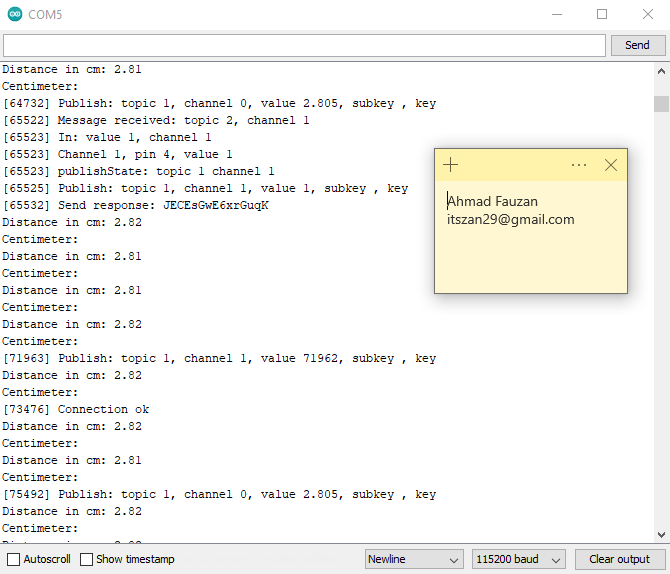 COM5
Send
Distance in cm: 2.81
Centimeter:
[64732] Publish: topic 1, channel 0, value 2.805, subkey , key
[65522] Message received: topic 2, channel 1
[65523] In: value 1, channel 1
[65523] Channel 1, pin 4, value 1
[65523] publishState: topic 1 channel 1
[65525] Publish: topic 1, channel 1, value 1, subkey , key
[65532] Send response: JECEsGwE6xrGuqK
Distance in cm: 2.82
Centimeter:
Distance in cm: 2.81
Centimeter:
Distance in cm: 2.81
Centimeter:
Distance in cm: 2.82
Centimeter:
[71963] Publish: topic 1, channel 1, value 71962, subkey , key
Distance in cm: 2.82
Centimeter:
[73476] Connection ok
Distance in cm: 2.82
Centimeter:
Distance in cm: 2.81
Centimeter:
[75492] Publish: topic 1, channel 0, value 2.805, subkey , key
Distance in cm: 2.82
Centimeter:
Ahmad Fauzan
itszan29@gmail.com
Autoscroll
Show timestamp
Newline
115200 baud
Clear output